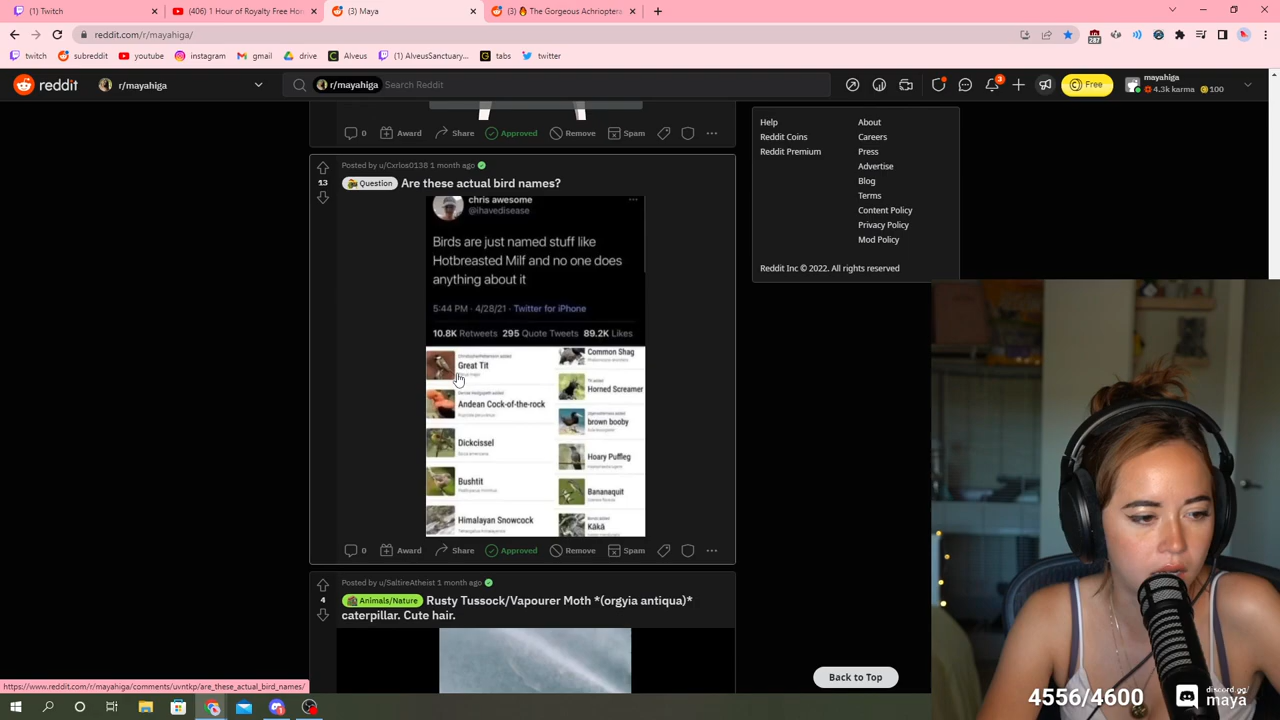 (1) Twitch
(406) 1 Hour of Royalty Free Hor
(3) Maya
(3) 🔥 The Gorgeous Achriopter
reddit.com/r/mayahiga/
287
twitch
subreddit
youtube
instagram
gmail
drive
Alveus
(1) AlveusSanctuary...
tabs
twitter
reddit
r/mayahiga
r/mayahiga
Search Reddit
3
Free
mayahiga
4.3k karma
100
0
Award
Share
Approved
Remove
Spam
Posted by u/Cxrlos0138 1 month ago
13
Question
Are these actual bird names?
chris awesome
@ihavedisease
Birds are just named stuff like
Hotbreasted Milf and no one does
anything about it
5:44 PM · 4/28/21 · Twitter for iPhone
10.8K Retweets 295 Quote Tweets 89.2K Likes
Great Tit
Andean Cock-of-the-rock
Dickcissel
Bushtit
Himalayan Snowcock
Common Shag
Horned Screamer
brown booby
Hoary Puffleg
Bananaquit
Kākā
0
Award
Share
Approved
Remove
Spam
Posted by u/SaltireAtheist 1 month ago
4
Animals/Nature
Rusty Tussock/Vapourer Moth *(orgyia antiqua)*
caterpillar. Cute hair.
Help
Reddit Coins
Reddit Premium
About
Careers
Press
Advertise
Blog
Terms
Content Policy
Privacy Policy
Mod Policy
Reddit Inc © 2022. All rights reserved
Back to Top
https://www.reddit.com/r/mayahiga/comments/uvntkp/are_these_actual_bird_names/
4556/4600
discord.gg/
maya